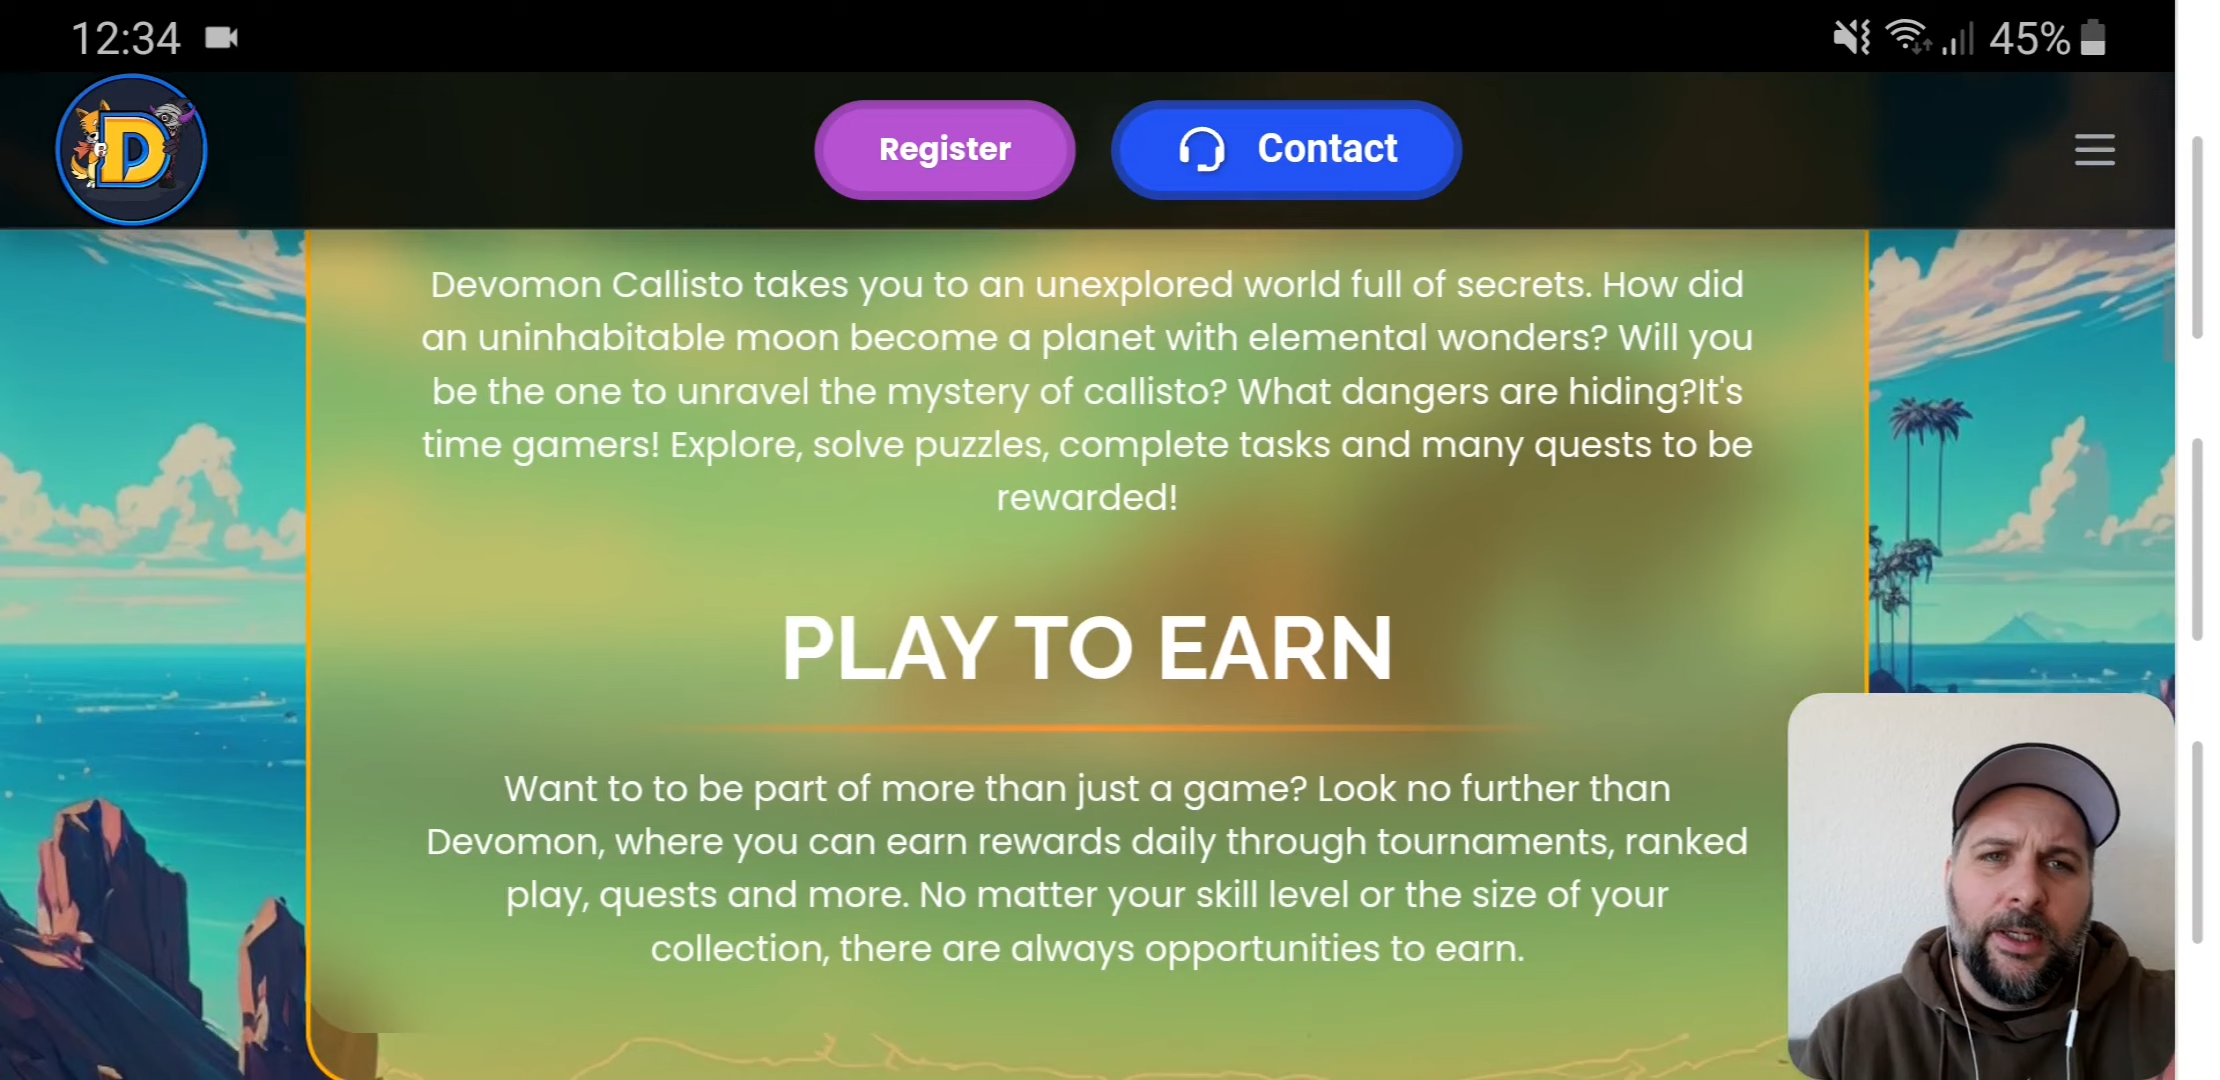 12:34
45%
D
Register
Contact
Devomon Callisto takes you to an unexplored world full of secrets. How did
an uninhabitable moon become a planet with elemental wonders? Will you
be the one to unravel the mystery of callisto? What dangers are hiding?It's
time gamers! Explore, solve puzzles, complete tasks and many quests to be
rewarded!
PLAY TO EARN
Want to to be part of more than just a game? Look no further than
Devomon, where you can earn rewards daily through tournaments, ranked
play, quests and more. No matter your skill level or the size of your
collection, there are always opportunities to earn.